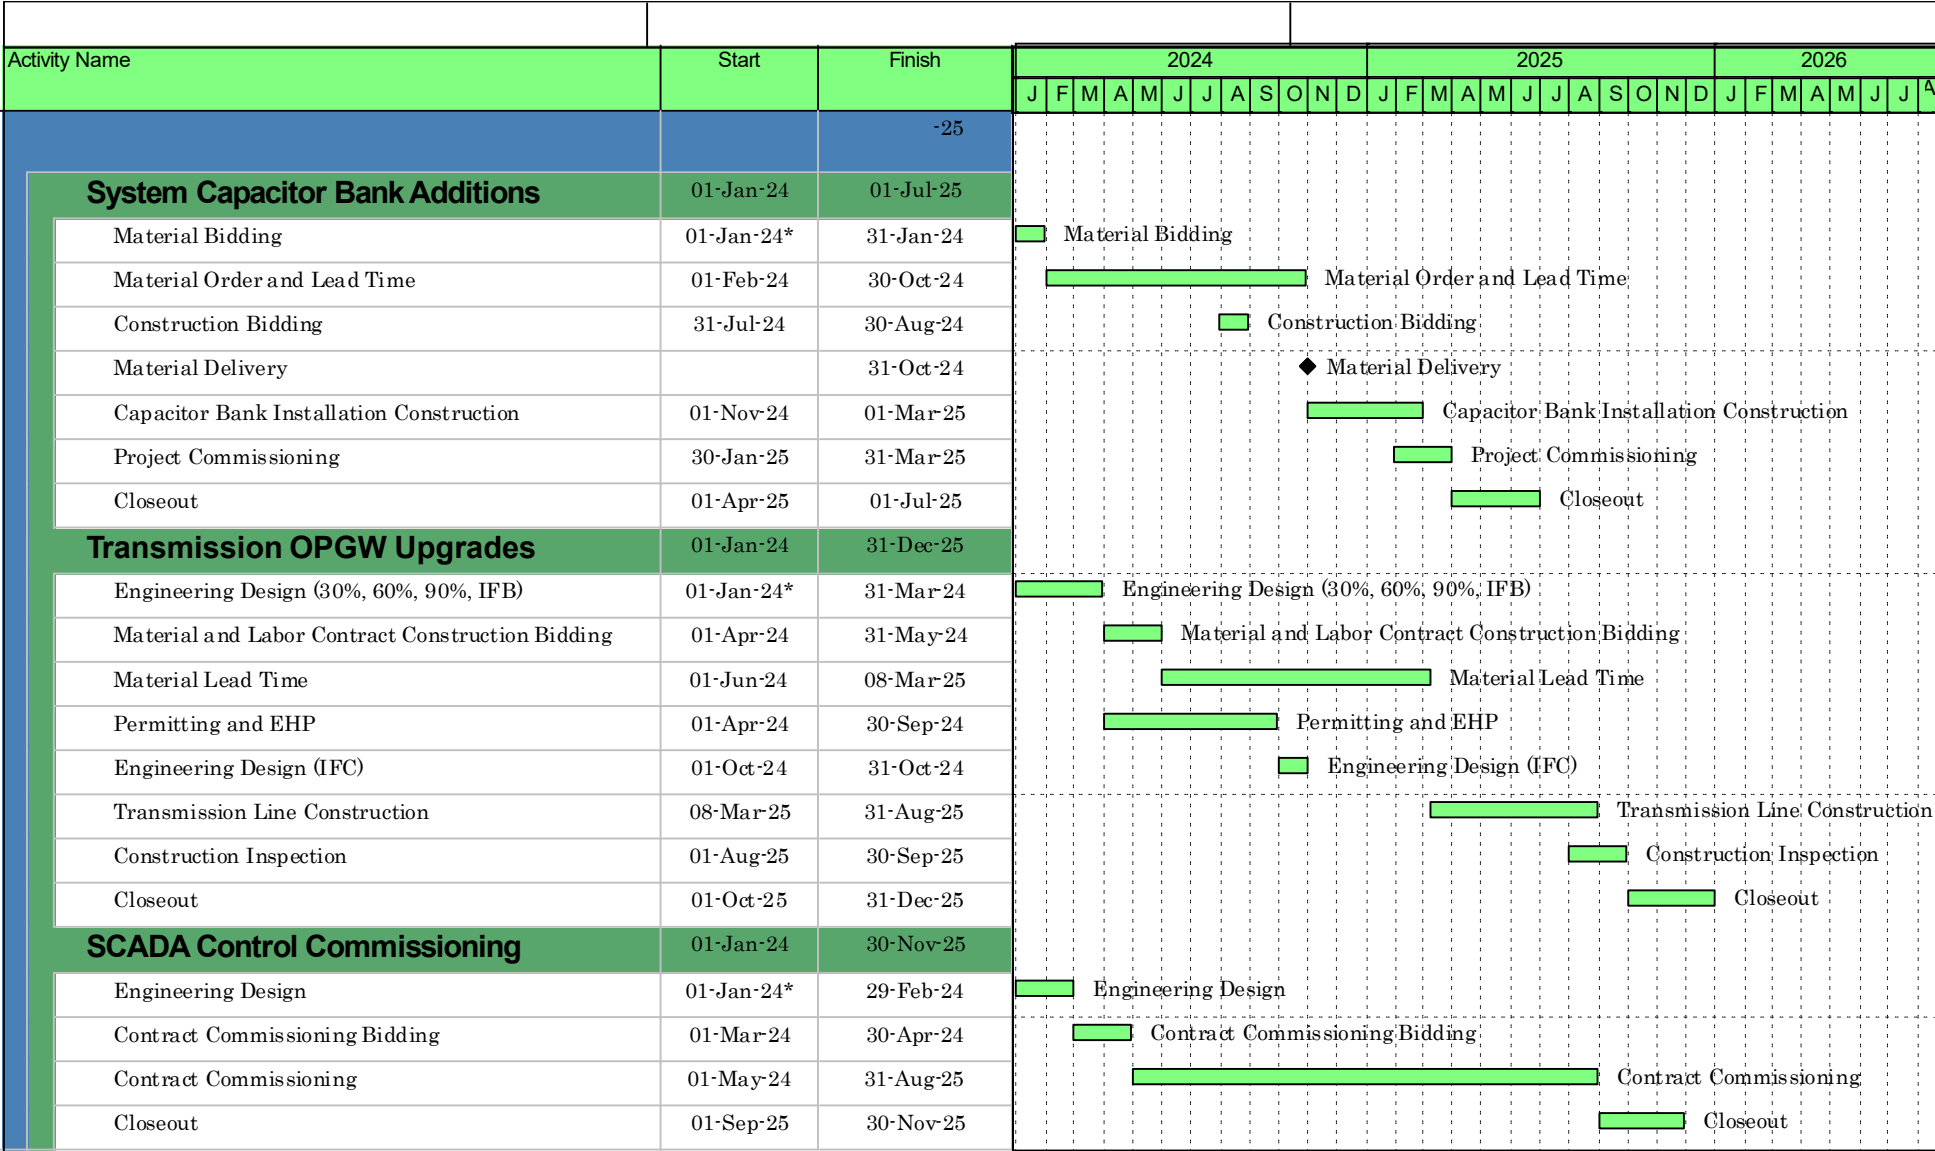 Activity Name Start Finish 2024 2025 2026
J F M A M J J A S O N D J F M A M J J A S O N D J F M A M J J A
-25
System Capacitor Bank Additions 01-Jan-24 01-Jul-25
Material Bidding 01-Jan-24* 31-Jan-24 Material Bidding
Material Order and Lead Time 01-Feb-24 30-Oct-24 Material Order and Lead Time
Construction Bidding 31-Jul-24 30-Aug-24 Construction Bidding
Material Delivery 31-Oct-24 Material Delivery
Capacitor Bank Installation Construction 01-Nov-24 01-Mar-25 Capacitor Bank Installation Construction
Project Commissioning 30-Jan-25 31-Mar-25 Project Commissioning
Closeout 01-Apr-25 01-Jul-25 Closeout
Transmission OPGW Upgrades 01-Jan-24 31-Dec-25
Engineering Design (30%, 60%, 90%, IFB) 01-Jan-24* 31-Mar-24 Engineering Design (30%, 60%, 90%, IFB)
Material and Labor Contract Construction Bidding 01-Apr-24 31-May-24 Material and Labor Contract Construction Bidding
Material Lead Time 01-Jun-24 08-Mar-25 Material Lead Time
Permitting and EHP 01-Apr-24 30-Sep-24 Permitting and EHP
Engineering Design (IFC) 01-Oct-24 31-Oct-24 Engineering Design (IFC)
Transmission Line Construction 08-Mar-25 31-Aug-25 Transmission Line Construction
Construction Inspection 01-Aug-25 30-Sep-25 Construction Inspection
Closeout 01-Oct-25 31-Dec-25 Closeout
SCADA Control Commissioning 01-Jan-24 30-Nov-25
Engineering Design 01-Jan-24* 29-Feb-24 Engineering Design
Contract Commissioning Bidding 01-Mar-24 30-Apr-24 Contract Commissioning Bidding
Contract Commissioning 01-May-24 31-Aug-25 Contract Commissioning
Closeout 01-Sep-25 30-Nov-25 Closeout